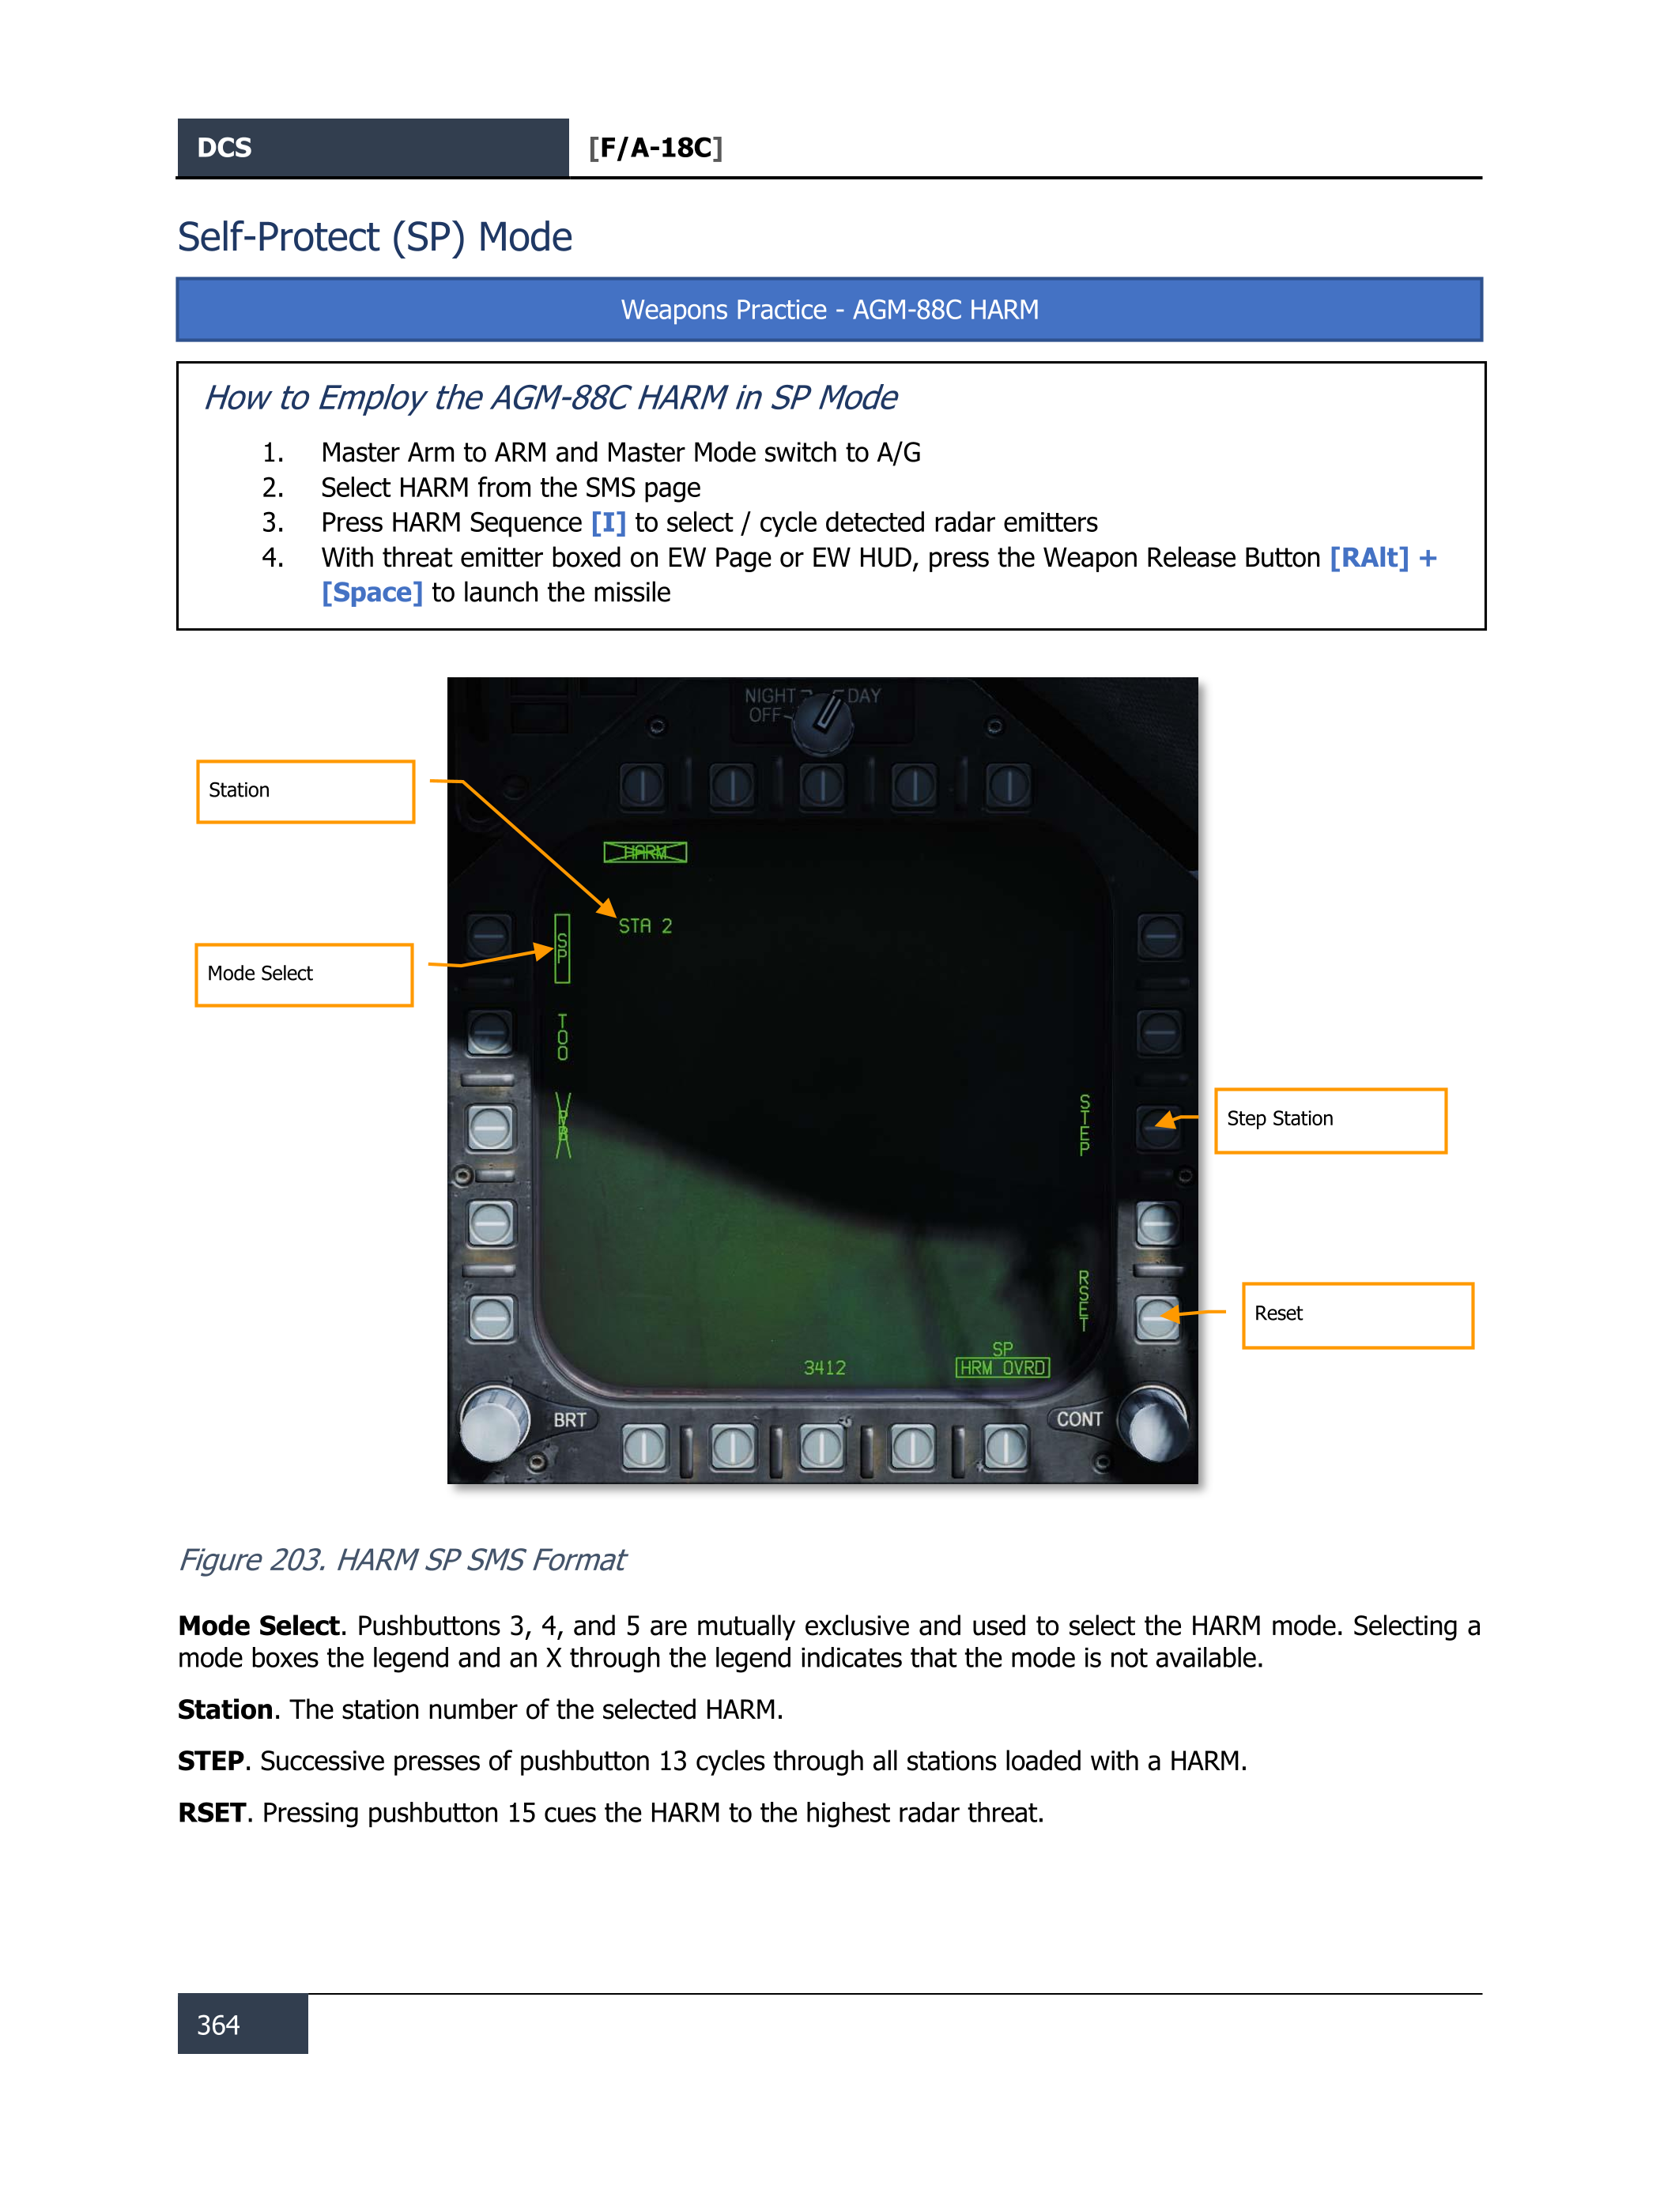 DCS [F/A-18C]
Self-Protect (SP) Mode
Weapons Practice - AGM-88C HARM
How to Employ the AGM-88C HARM in SP Mode
1. Master Arm to ARM and Master Mode switch to A/G
2. Select HARM from the SMS page
3. Press HARM Sequence [I] to select / cycle detected radar emitters
4. With threat emitter boxed on EW Page or EW HUD, press the Weapon Release Button [RAlt] +
[Space] to launch the missile
NIGHT DAY
OFF
Station
HARM
STA 2
SP
Mode Select
TOO
PB
STEP
Step Station
RSET
Reset
SP
3412 HRM OVRD
BRT CONT
Figure 203. HARM SP SMS Format
Mode Select. Pushbuttons 3, 4, and 5 are mutually exclusive and used to select the HARM mode. Selecting a
mode boxes the legend and an X through the legend indicates that the mode is not available.
Station. The station number of the selected HARM.
STEP. Successive presses of pushbutton 13 cycles through all stations loaded with a HARM.
RSET. Pressing pushbutton 15 cues the HARM to the highest radar threat.
364